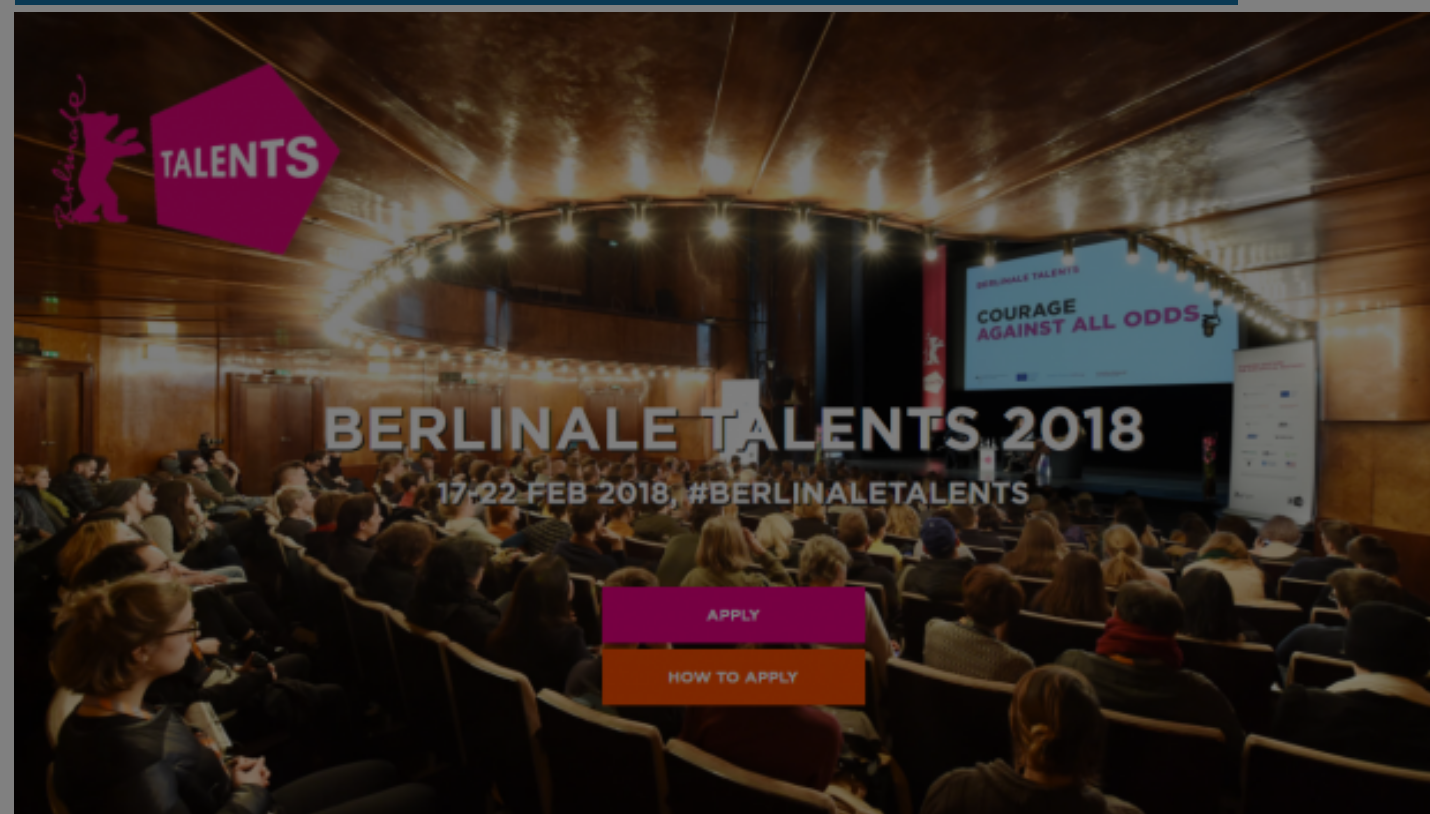 Berlinale
TALENTS
BERLINALE TALENTS
COURAGE
AGAINST ALL ODDS
BERLINALE TALENTS 2018
17-22 FEB 2018, #BERLINALETALENTS
APPLY
HOW TO APPLY